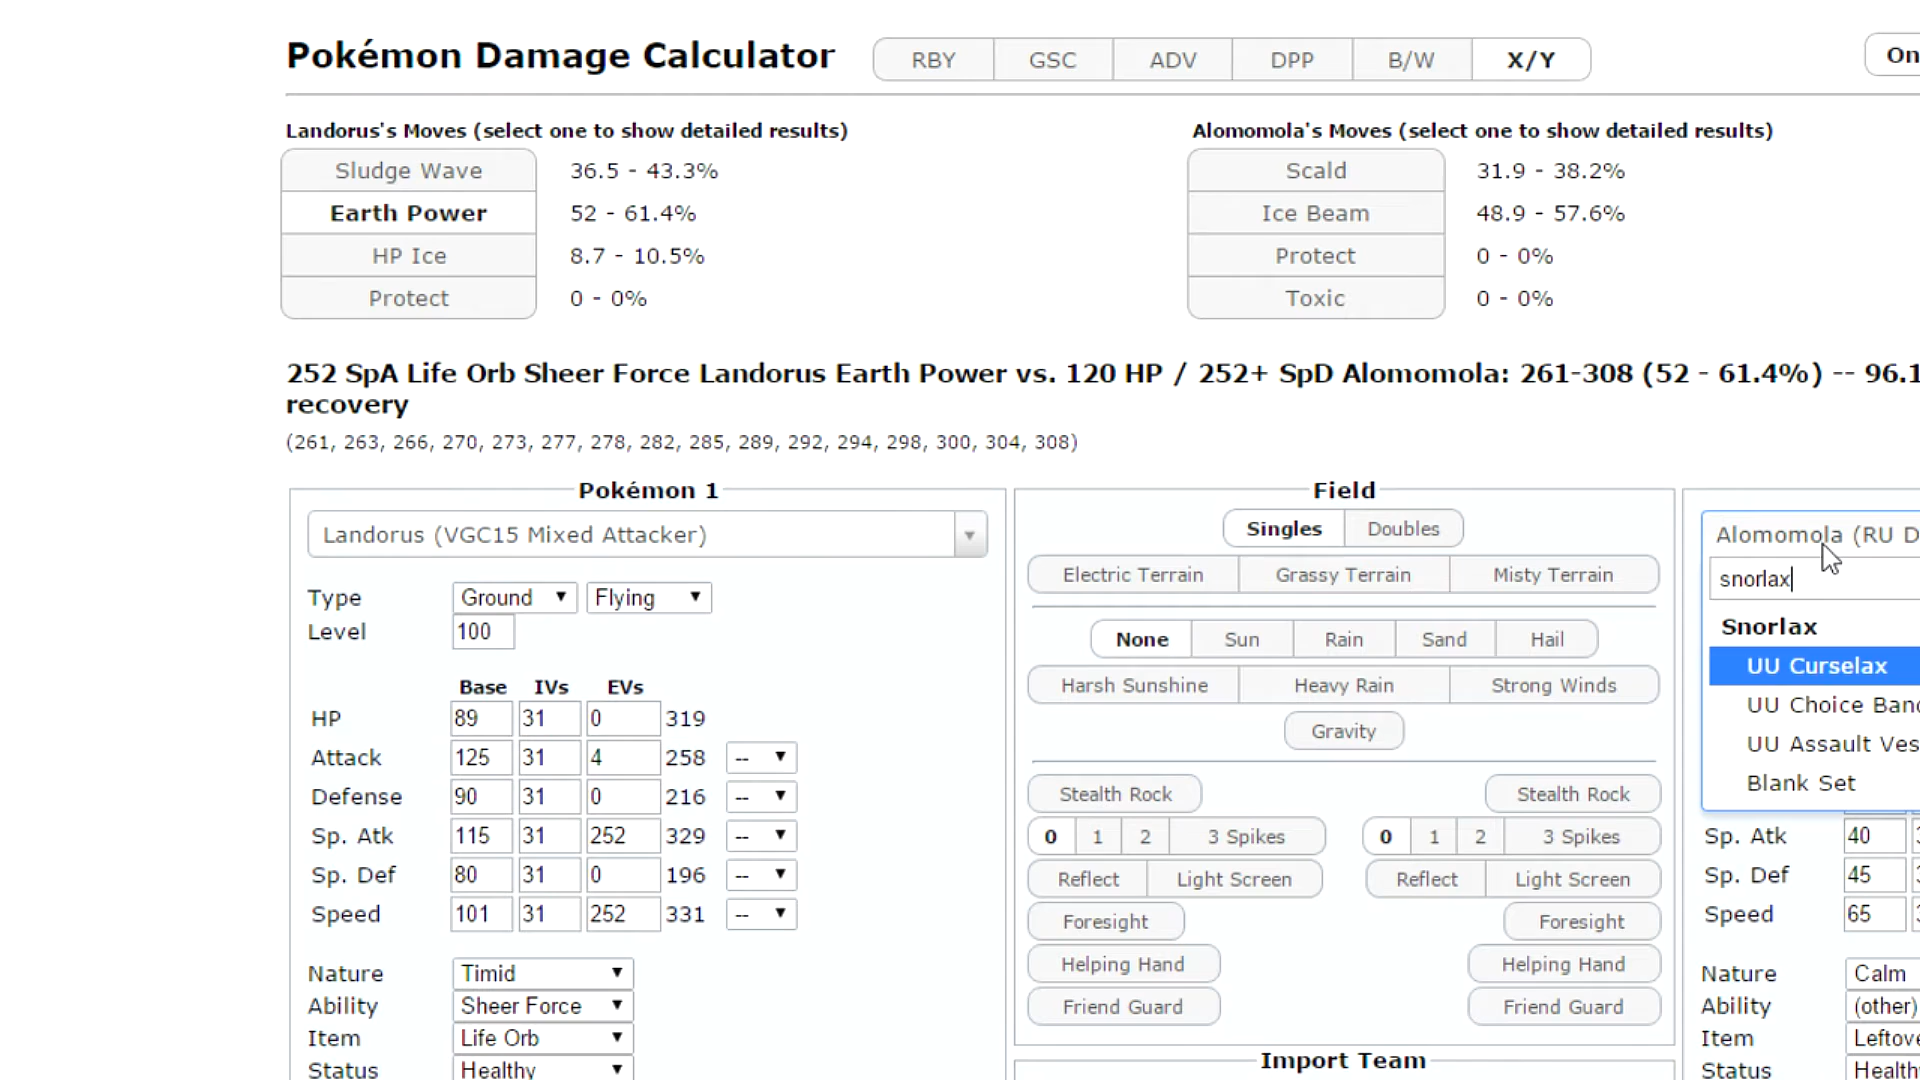 Pokémon Damage Calculator
RBY GSC ADV DPP B/W X/Y
On
Landorus's Moves (select one to show detailed results)
Sludge Wave 36.5 - 43.3%
Earth Power 52 - 61.4%
HP Ice 8.7 - 10.5%
Protect 0 - 0%
Alomomola's Moves (select one to show detailed results)
Scald 31.9 - 38.2%
Ice Beam 48.9 - 57.6%
Protect 0 - 0%
Toxic 0 - 0%
252 SpA Life Orb Sheer Force Landorus Earth Power vs. 120 HP / 252+ SpD Alomomola: 261-308 (52 - 61.4%) -- 96.1
recovery
(261, 263, 266, 270, 273, 277, 278, 282, 285, 289, 292, 294, 298, 300, 304, 308)
Pokémon 1
Landorus (VGC15 Mixed Attacker)
Type Ground Flying
Level 100
Base IVs EVs
HP 89 31 0 319
Attack 125 31 4 258 --
Defense 90 31 0 216 --
Sp. Atk 115 31 252 329 --
Sp. Def 80 31 0 196 --
Speed 101 31 252 331 --
Nature Timid
Ability Sheer Force
Item Life Orb
Status Healthy
Field
Singles Doubles
Electric Terrain Grassy Terrain Misty Terrain
None Sun Rain Sand Hail
Harsh Sunshine Heavy Rain Strong Winds
Gravity
Stealth Rock Stealth Rock
0 1 2 3 Spikes 0 1 2 3 Spikes
Reflect Light Screen Reflect Light Screen
Foresight Foresight
Helping Hand Helping Hand
Friend Guard Friend Guard
Import Team
Alomomola (RU D
snorlax
Snorlax
UU Curselax
UU Choice Band
UU Assault Ves
Blank Set
Sp. Atk 40
Sp. Def 45
Speed 65
Nature Calm
Ability (other)
Item Leftove
Status Health